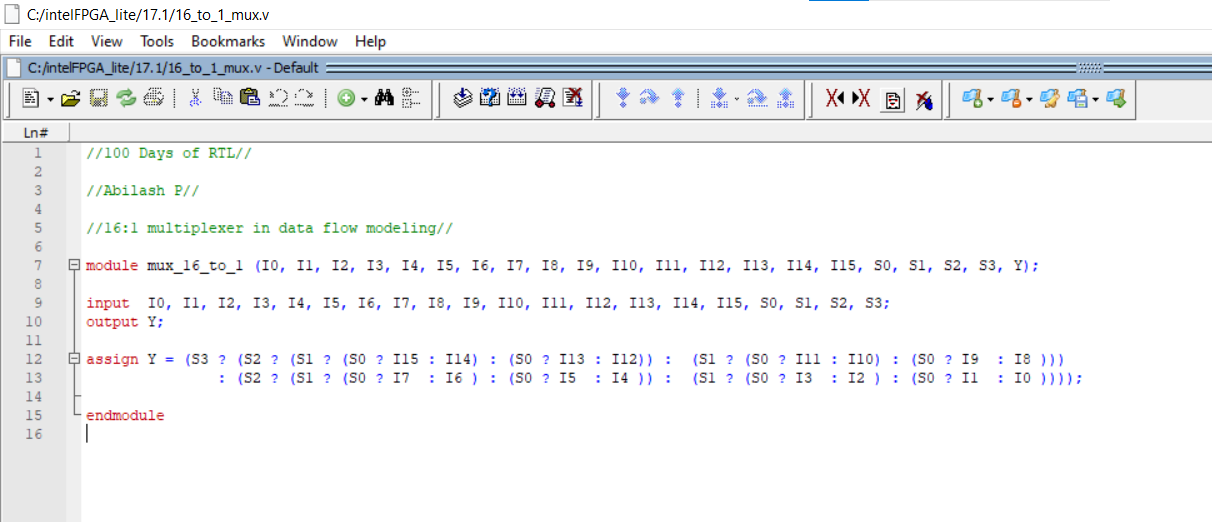 C:/intelFPGA_lite/17.1/16_to_1_mux.v
File Edit View Tools Bookmarks Window Help
C:/intelFPGA_lite/17.1/16_to_1_mux.v - Default
Ln#
1 //100 Days of RTL//
2
3 //Abilash P//
4
5 //16:1 multiplexer in data flow modeling//
6
7 module mux_16_to_1 (I0, I1, I2, I3, I4, I5, I6, I7, I8, I9, I10, I11, I12, I13, I14, I15, S0, S1, S2, S3, Y);
8
9 input  I0, I1, I2, I3, I4, I5, I6, I7, I8, I9, I10, I11, I12, I13, I14, I15, S0, S1, S2, S3;
10 output Y;
11
12 assign Y = (S3 ? (S2 ? (S1 ? (S0 ? I15 : I14) : (S0 ? I13 : I12)) :  (S1 ? (S0 ? I11 : I10) : (S0 ? I9  : I8 )))
13 : (S2 ? (S1 ? (S0 ? I7  : I6 ) : (S0 ? I5  : I4 )) :  (S1 ? (S0 ? I3  : I2 ) : (S0 ? I1  : I0 ))));
14
15 endmodule
16